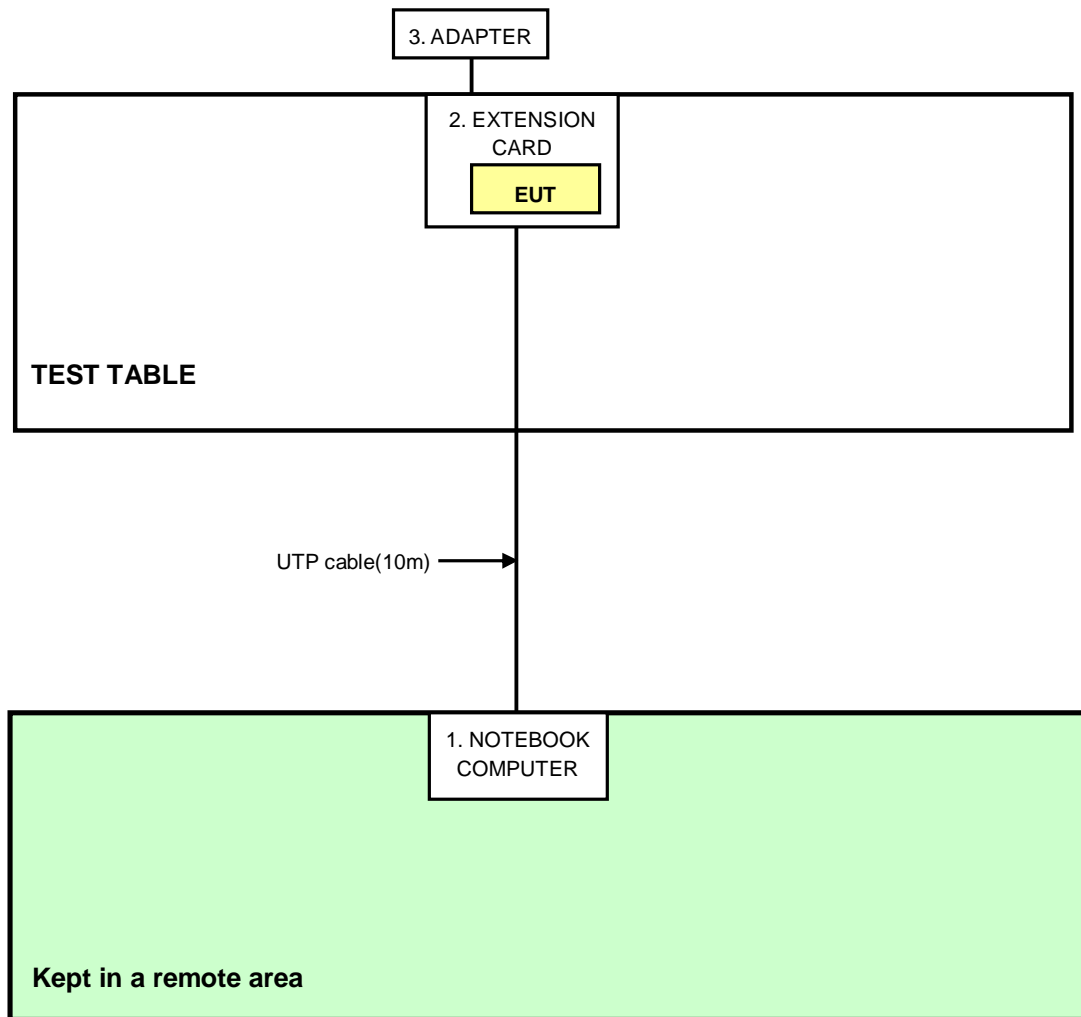 3. ADAPTER
2. EXTENSION
CARD
EUT
TEST TABLE
UTP cable(10m)
1. NOTEBOOK
COMPUTER
Kept in a remote area